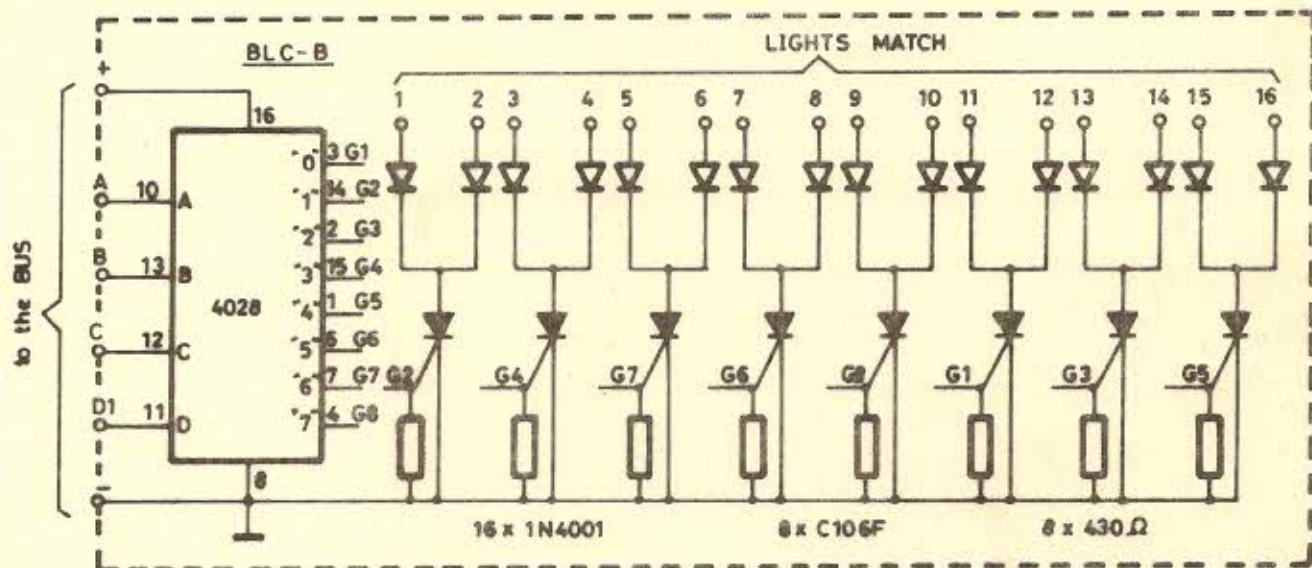 BLC-B
LIGHTS MATCH
+
16
1 2 3 4 5 6 7 8 9 10 11 12 13 14 15 16
"0" 3 G1
A 10 A
"1" 14 G2
"2" 2 G3
B 13 B
"3" 15 G4
to the BUS
4028
"4" 1 G5
C 12 C
"5" 6 G6
"6" 7 G7
G2 G4 G7 G6 G8 G1 G3 G5
D1 11 D
"7" 4 G8
8
-
16 x 1N4001 8 x C106F 8 x 430Ω